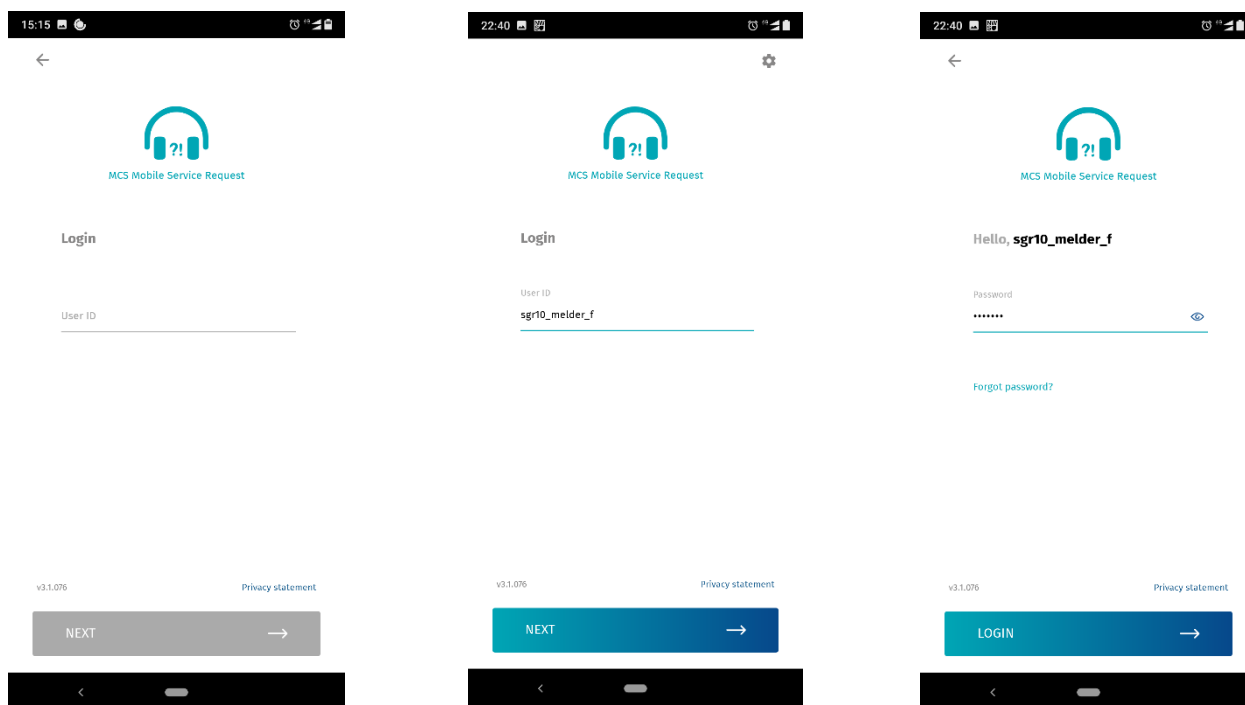 15:15
?!
MCS Mobile Service Request
Login
User ID
v3.1.076
Privacy statement
NEXT
22:40
?!
MCS Mobile Service Request
Login
User ID
sgr10_melder_f
v3.1.076
Privacy statement
NEXT
22:40
?!
MCS Mobile Service Request
Hello, sgr10_melder_f
Password
•••••••
Forgot password?
v3.1.076
Privacy statement
LOGIN